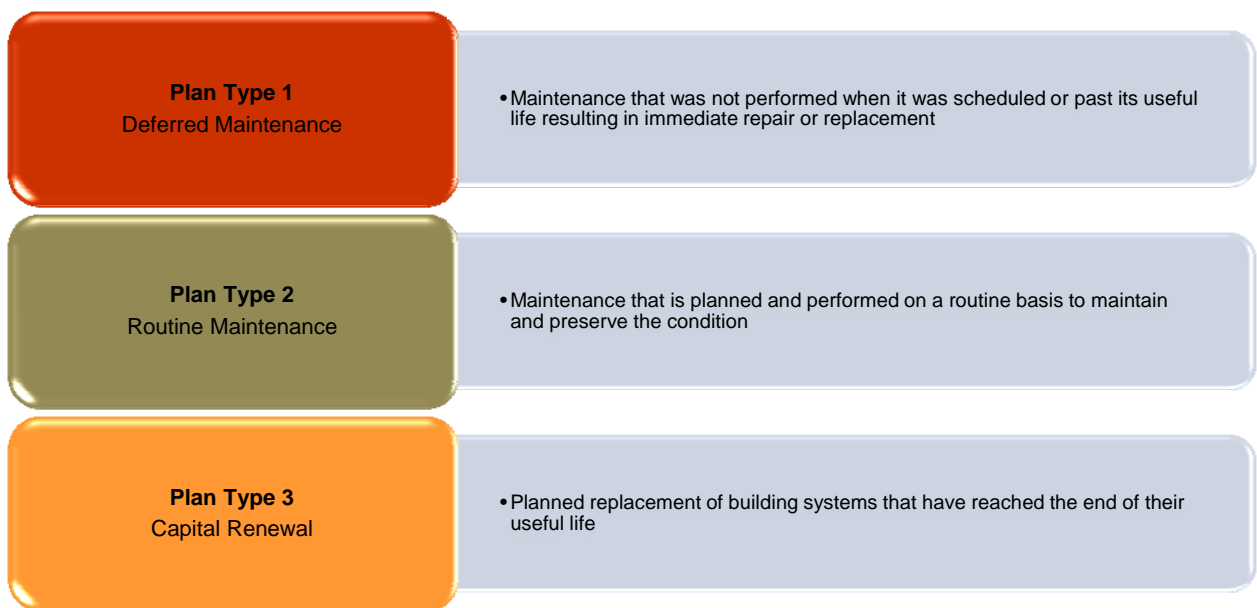 Plan Type 1
Deferred Maintenance
•Maintenance that was not performed when it was scheduled or past its useful
life resulting in immediate repair or replacement
Plan Type 2
Routine Maintenance
•Maintenance that is planned and performed on a routine basis to maintain
and preserve the condition
Plan Type 3
Capital Renewal
•Planned replacement of building systems that have reached the end of their
useful life